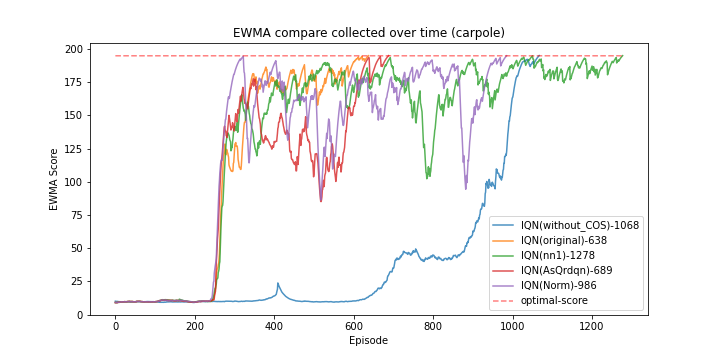 EWMA compare collected over time (carpole)
EWMA Score
200
175
150
125
100
75
50
25
0
0
200
400
600
800
1000
1200
Episode
IQN(without_COS)-1068
IQN(original)-638
IQN(nn1)-1278
IQN(AsQrdqn)-689
IQN(Norm)-986
optimal-score